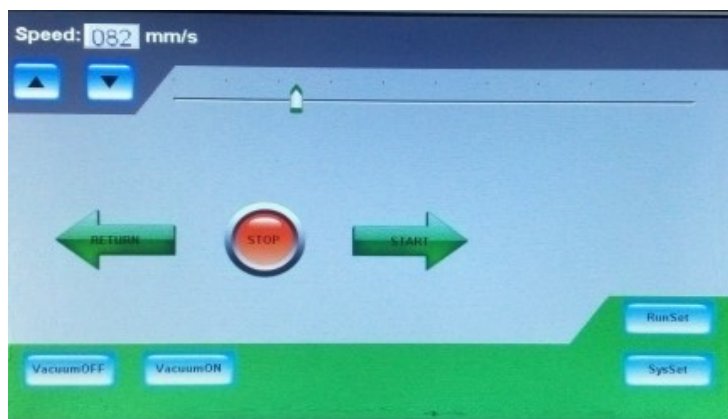 Speed: 082 mm/s
RETURN
STOP
START
RunSet
VacuumOFF
VacuumON
SysSet